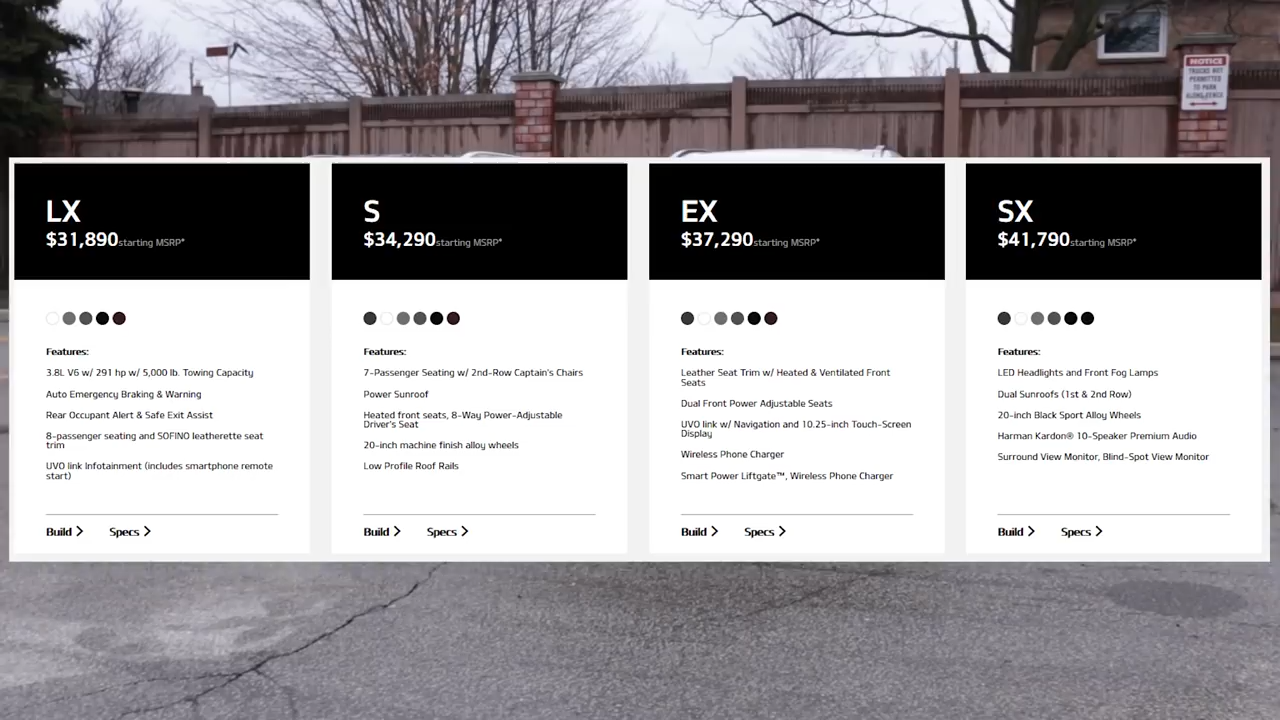 NOTICE
TRUCKS NOT
PERMITTED
TO PARK
ALONG FENCE
LX
$31,890starting MSRP*
Features:
3.8L V6 w/ 291 hp w/ 5,000 lb. Towing Capacity
Auto Emergency Braking & Warning
Rear Occupant Alert & Safe Exit Assist
8-passenger seating and SOFINO leatherette seat
trim
UVO link Infotainment (includes smartphone remote
start)
Build
Specs
S
$34,290starting MSRP*
Features:
7-Passenger Seating w/ 2nd-Row Captain's Chairs
Power Sunroof
Heated front seats, 8-Way Power-Adjustable
Driver's Seat
20-inch machine finish alloy wheels
Low Profile Roof Rails
Build
Specs
EX
$37,290starting MSRP*
Features:
Leather Seat Trim w/ Heated & Ventilated Front
Seats
Dual Front Power Adjustable Seats
UVO link w/ Navigation and 10.25-inch Touch-Screen
Display
Wireless Phone Charger
Smart Power Liftgate™, Wireless Phone Charger
Build
Specs
SX
$41,790starting MSRP*
Features:
LED Headlights and Front Fog Lamps
Dual Sunroofs (1st & 2nd Row)
20-inch Black Sport Alloy Wheels
Harman Kardon® 10-Speaker Premium Audio
Surround View Monitor, Blind-Spot View Monitor
Build
Specs